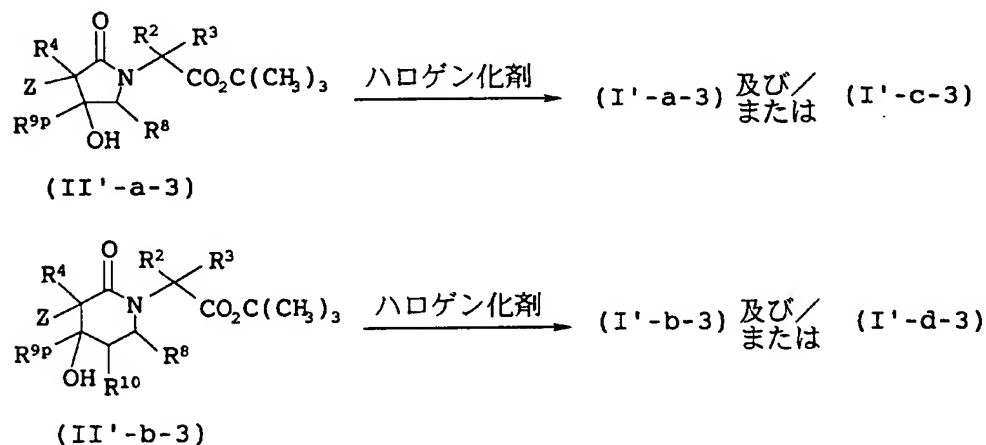 O
R⁴ R² R³
Z N CO₂C(CH₃)₃ ハロゲン化剤 (I'-a-3) 及び/または (I'-c-3)
R⁹ᵖ R⁸
OH
(II'-a-3)
O
R⁴ R² R³
Z N CO₂C(CH₃)₃ ハロゲン化剤 (I'-b-3) 及び/または (I'-d-3)
R⁹ᵖ R⁸
OH R¹⁰
(II'-b-3)